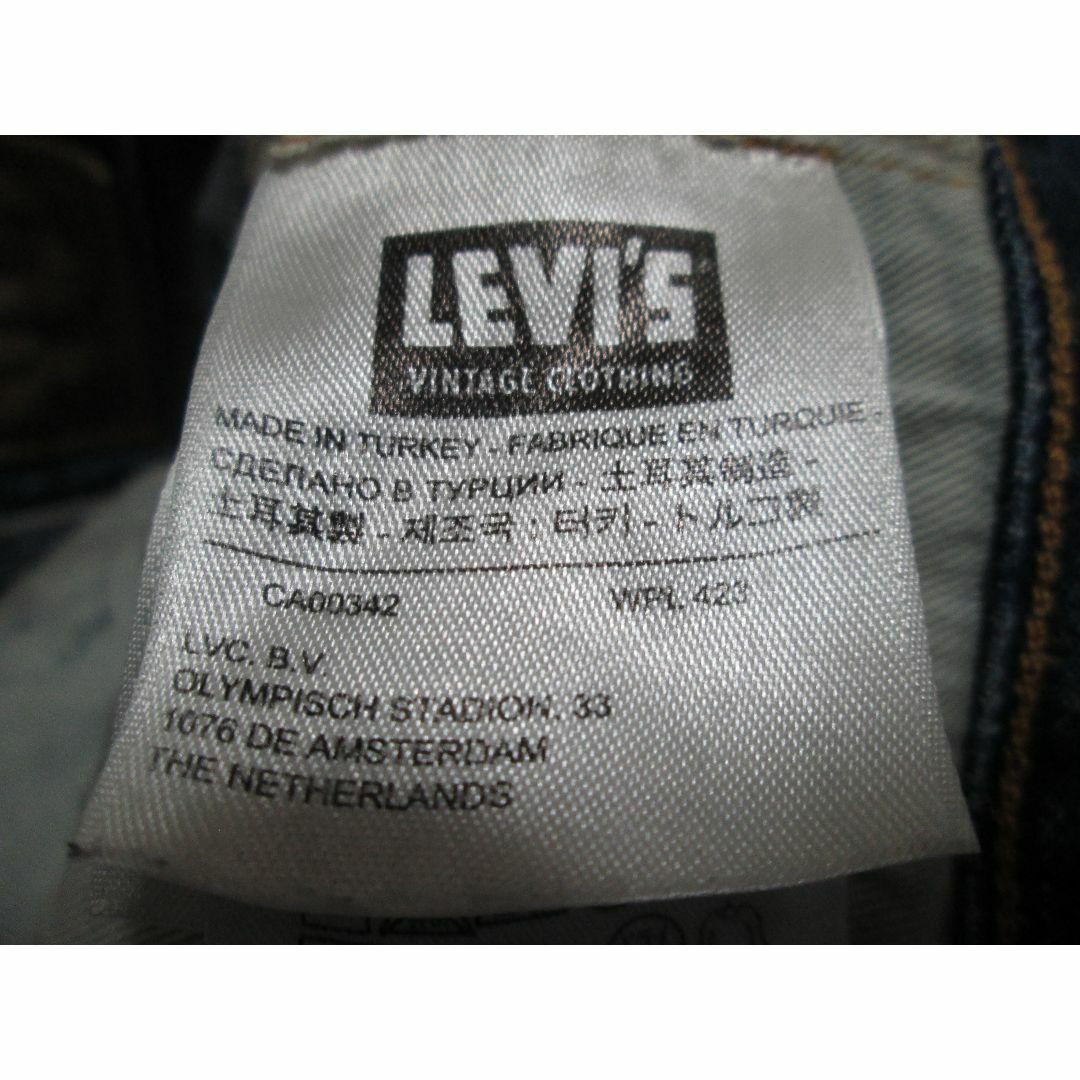 LEVI'S
VINTAGE CLOTHING
MADE IN TURKEY - FABRIQUE EN TURQUIE -
СДЕЛАНО В ТУРЦИИ - 土耳其制造 -
土耳其製 - 제조국 : 터키 - トルコ製
CA00342 WPL 423
LVC. B.V.
OLYMPISCH STADION, 33
1076 DE AMSTERDAM
THE NETHERLANDS